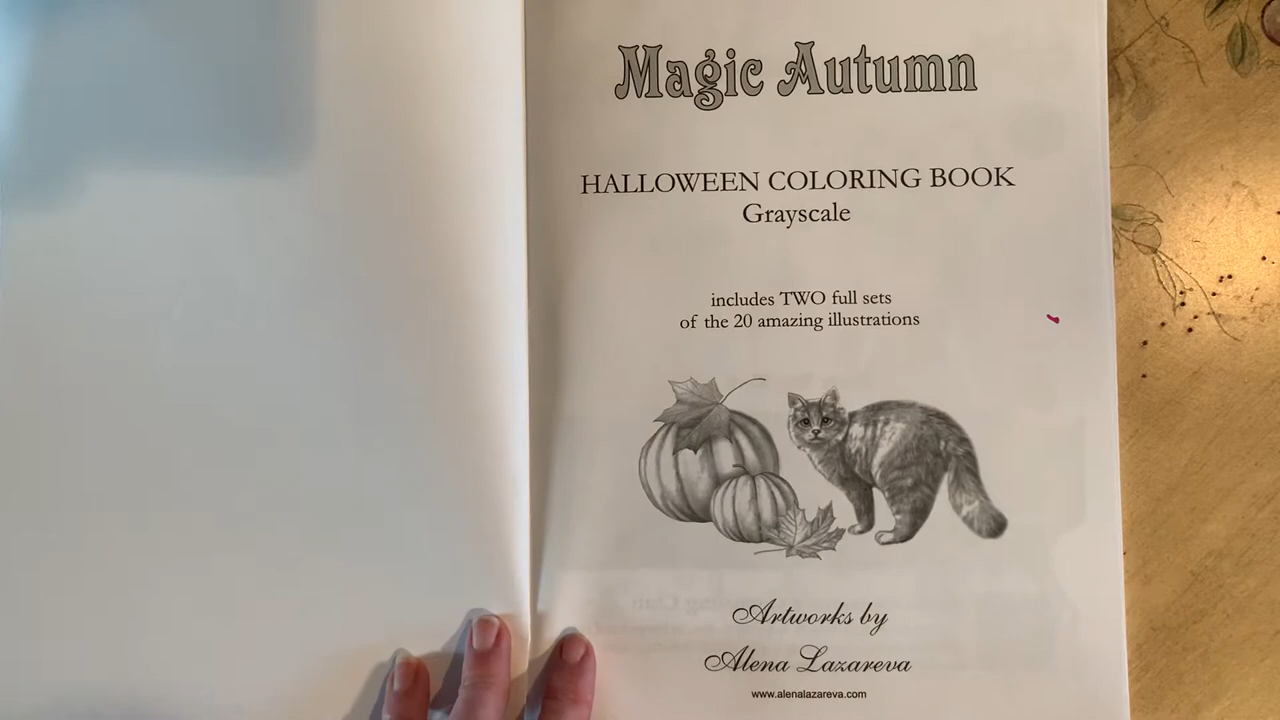 Magic Autumn
HALLOWEEN COLORING BOOK
Grayscale
includes TWO full sets
of the 20 amazing illustrations
Artworks by
Alena Lazareva
www.alenalazareva.com